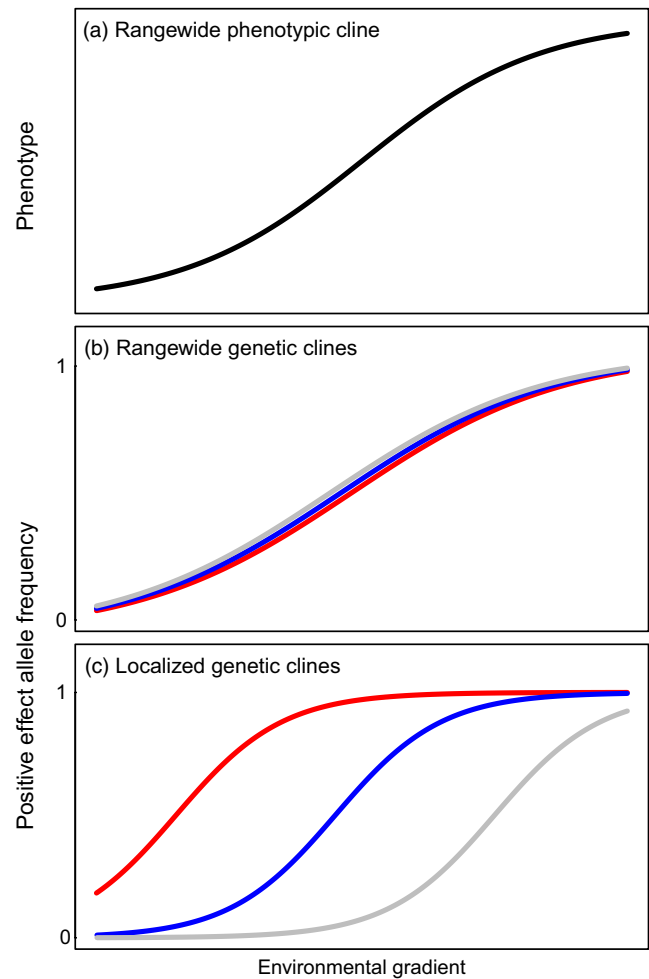 (a) Rangewide phenotypic cline
Phenotype
(b) Rangewide genetic clines
1
0
Positive effect allele frequency
(c) Localized genetic clines
1
0
Environmental gradient